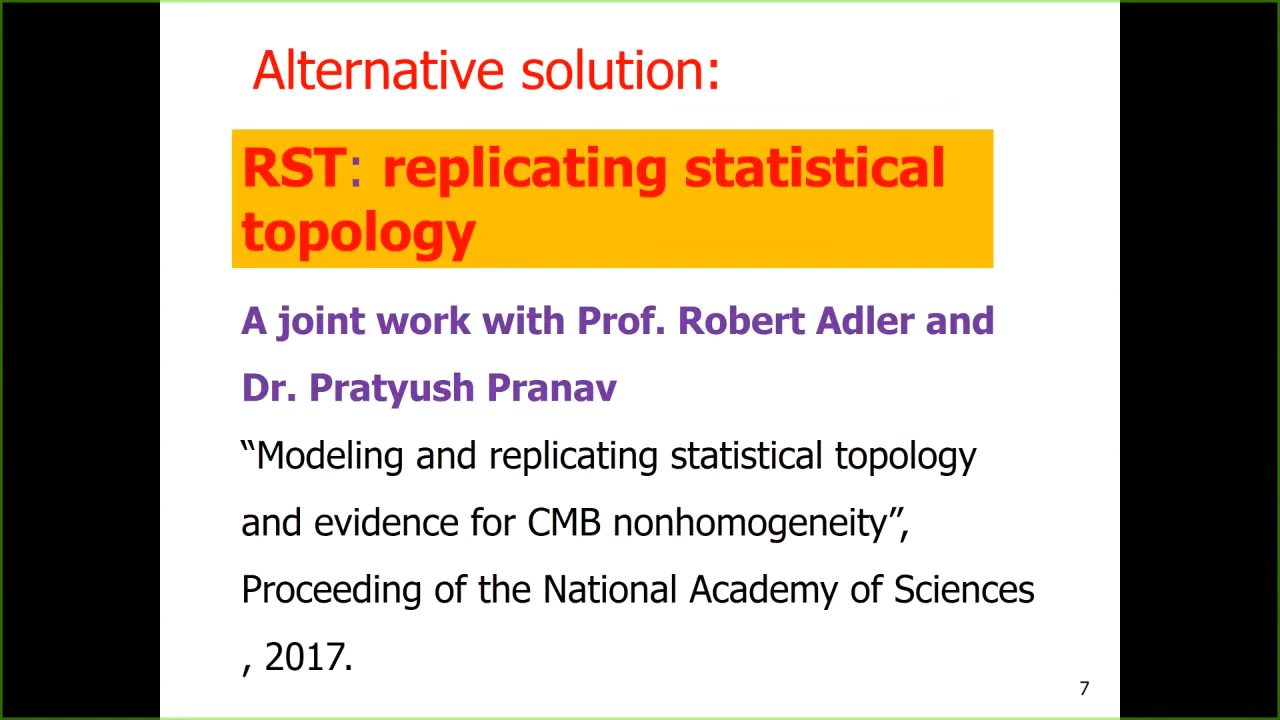 Alternative solution:
RST: replicating statistical
topology
A joint work with Prof. Robert Adler and
Dr. Pratyush Pranav
“Modeling and replicating statistical topology
and evidence for CMB nonhomogeneity”,
Proceeding of the National Academy of Sciences
, 2017.
7